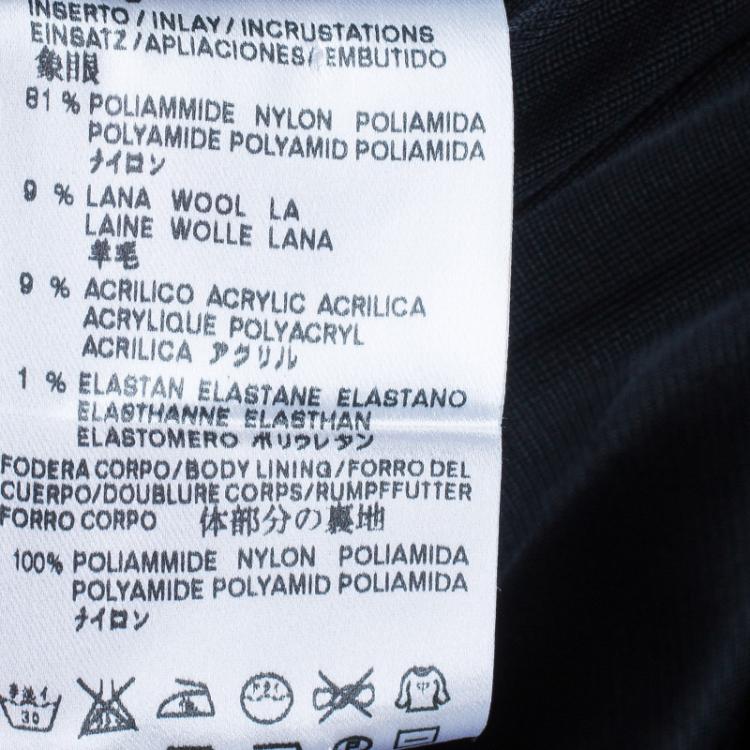 INSERTO / INLAY / INCRUSTATIONS
EINSATZ / APLIACIONES / EMBUTIDO
象眼
81 % POLIAMMIDE NYLON POLIAMIDA
POLYAMIDE POLYAMID POLIAMIDA
ナイロン
9 % LANA WOOL LA
LAINE WOLLE LANA
羊毛
9 % ACRILICO ACRYLIC ACRILICA
ACRYLIQUE POLYACRYL
ACRILICA アクリル
1 % ELASTAN ELASTANE ELASTANO
ELASTHANNE ELASTHAN
ELASTOMERO ポリウレタン
FODERA CORPO/BODY LINING/FORRO DEL
CUERPO/DOUBLURE CORPS/RUMPFFUTTER
FORRO CORPO 体部分の裏地
100% POLIAMMIDE NYLON POLIAMIDA
POLYAMIDE POLYAMID POLIAMIDA
ナイロン
手洗イ
30